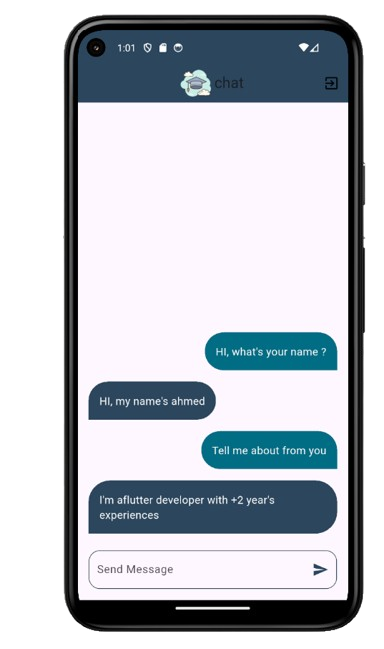 1:01
chat
HI, what's your name ?
HI, my name's ahmed
Tell me about from you
I'm aflutter developer with +2 year's
experiences
Send Message